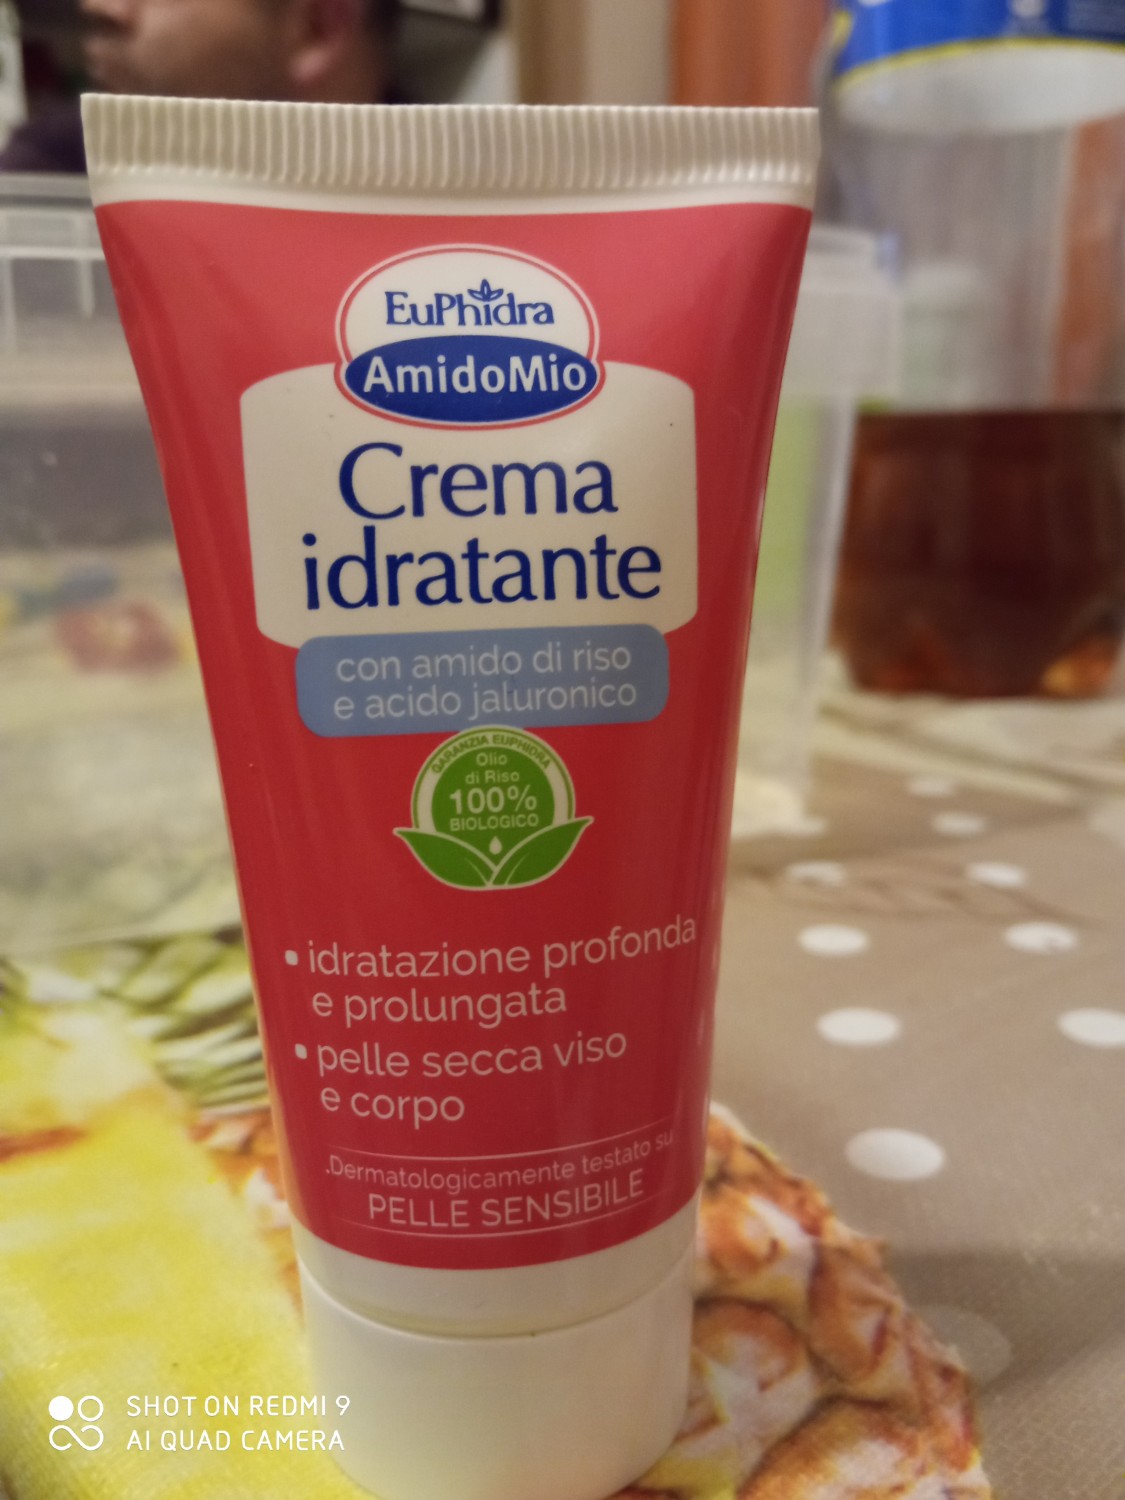 EuPhidra
AmidoMio
Crema
idratante
con amido di riso
e acido jaluronico
GARANZIA EUPHIDRA
Olio
di Riso
100%
BIOLOGICO
▪ idratazione profonda
e prolungata
▪ pelle secca viso
e corpo
Dermatologicamente testato su
PELLE SENSIBILE
SHOT ON REDMI 9
AI QUAD CAMERA